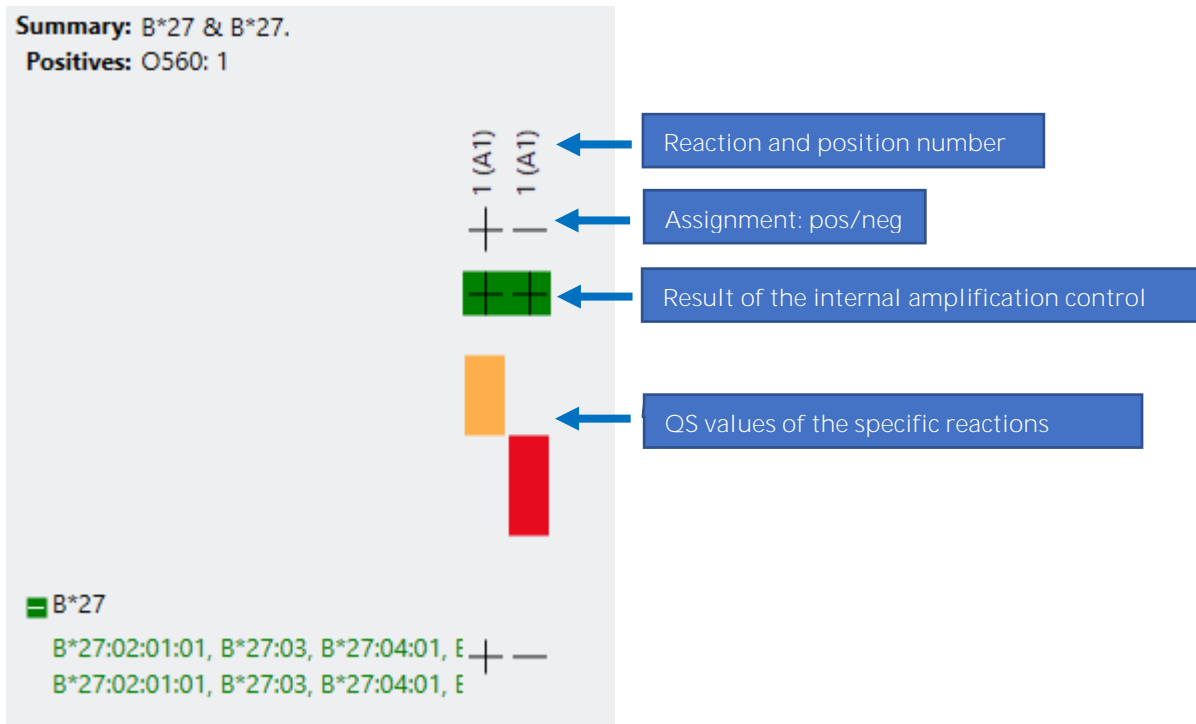 Summary: B*27 & B*27.
Positives: O560: 1
1 (A1) 1 (A1)
Reaction and position number
+ —
Assignment: pos/neg
+ +
Result of the internal amplification control
QS values of the specific reactions
B*27
B*27:02:01:01, B*27:03, B*27:04:01, + —
B*27:02:01:01, B*27:03, B*27:04:01,